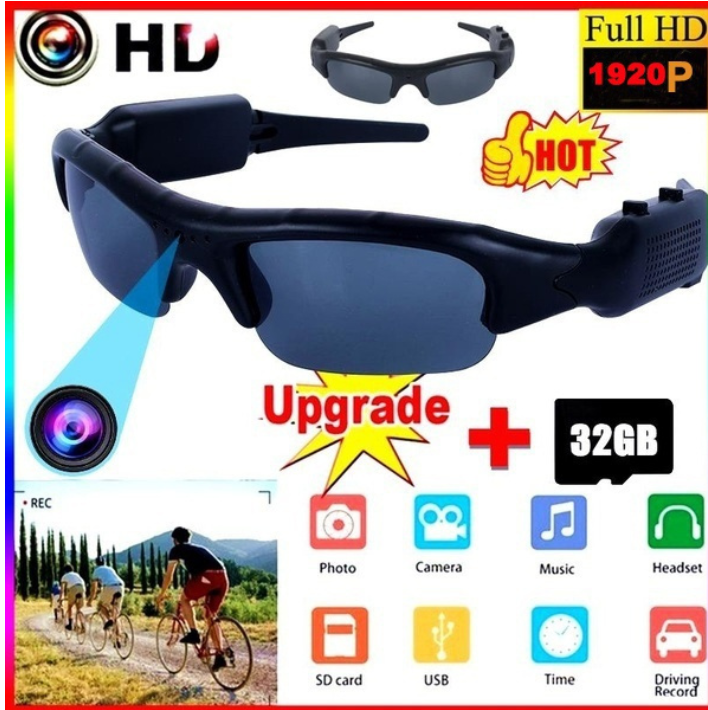 HD
Full HD
1920P
HOT
Upgrade
32GB
REC
Photo
Camera
Music
Headset
SD card
USB
Time
Driving
Record